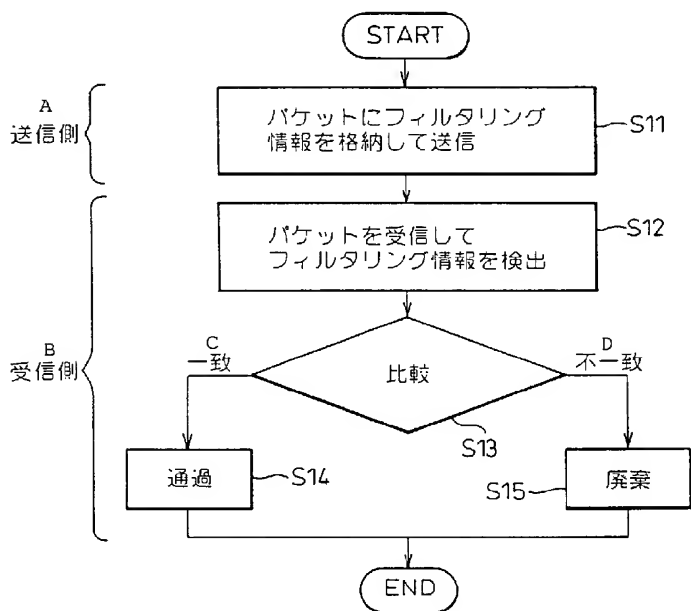 START
A
送信側
パケットにフィルタリング
情報を格納して送信
S11
パケットを受信して
フィルタリング情報を検出
S12
B
受信側
C
一致
比較
D
不一致
S13
通過
S14
S15
廃棄
END